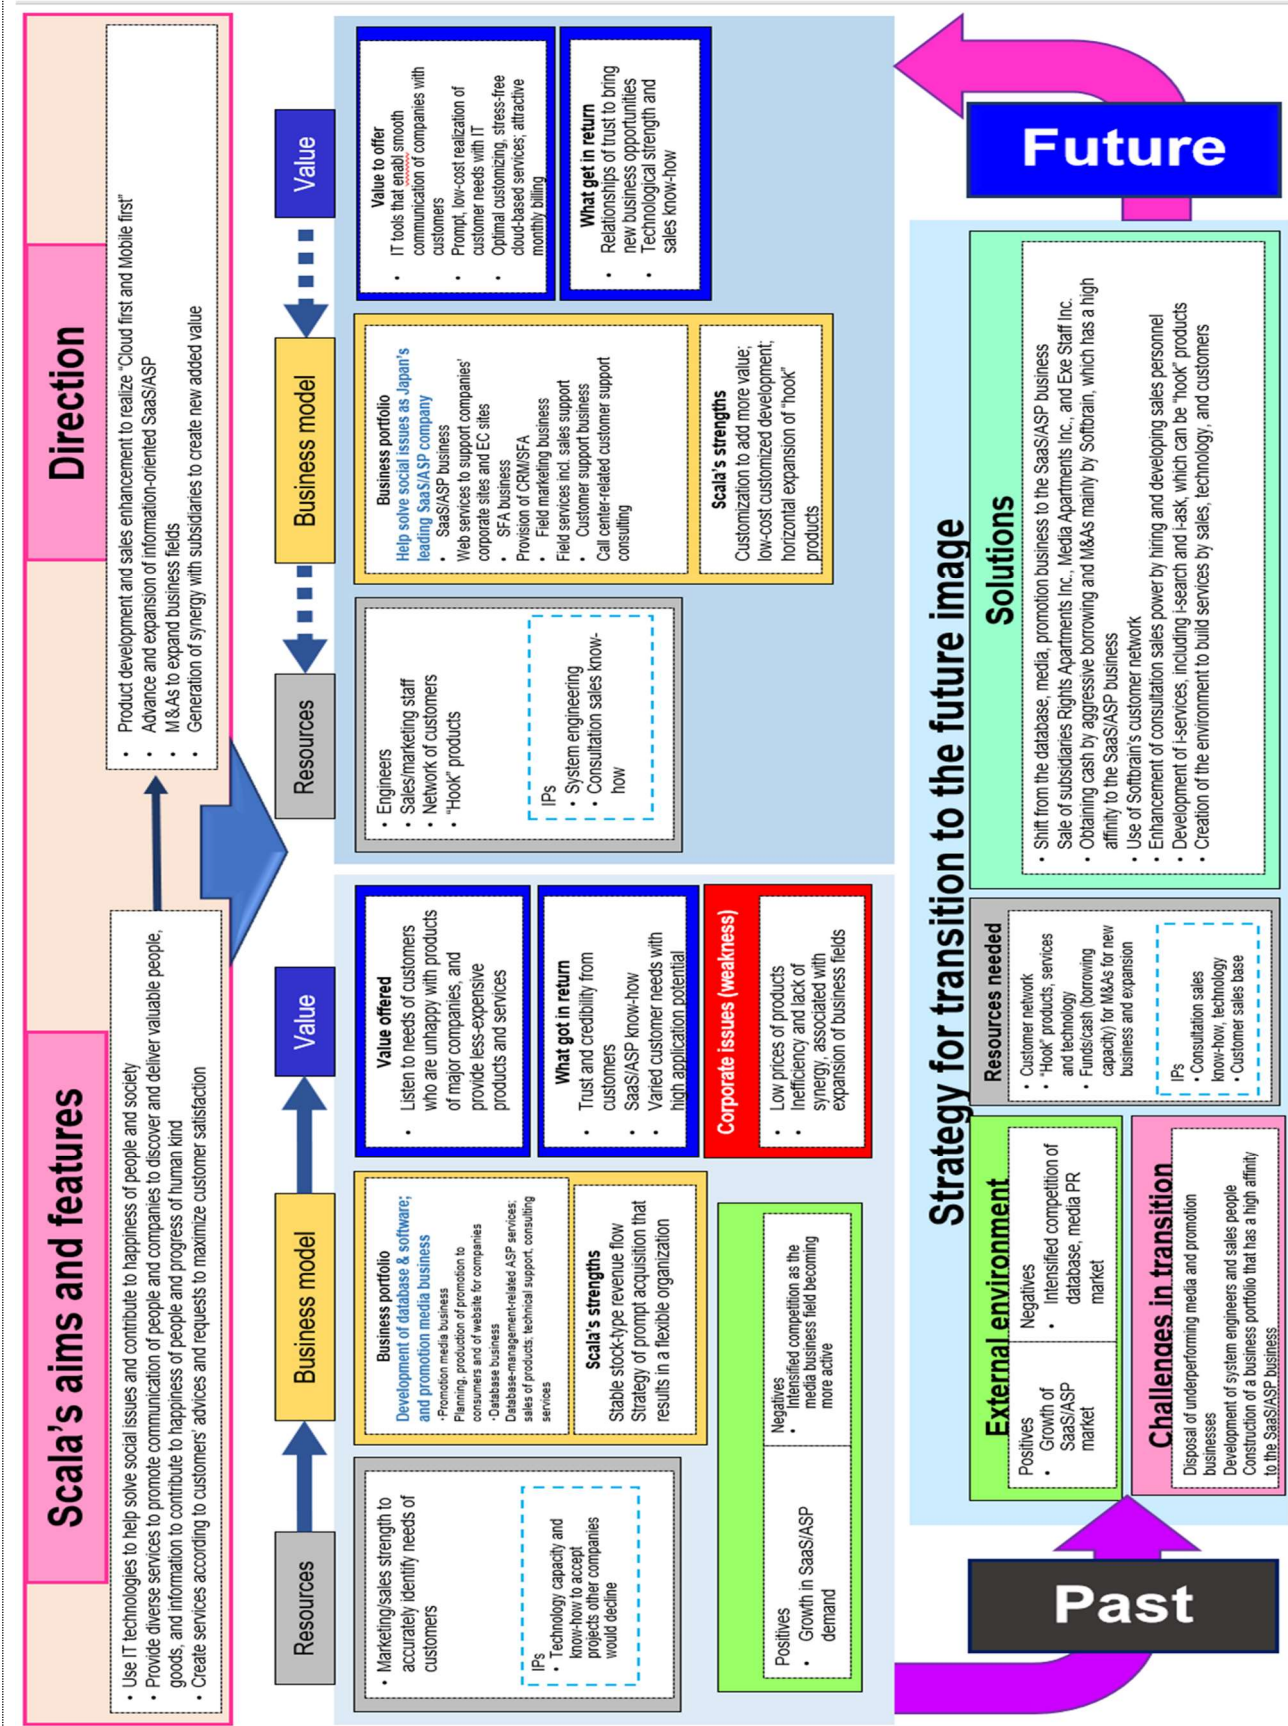 Scala's aims and features
• Use IT technologies to help solve social issues and contribute to happiness of people and society
• Provide diverse services to promote communication of people and companies to discover and deliver valuable people,
goods, and information to contribute to happiness of people and progress of human kind
• Create services according to customers' advices and requests to maximize customer satisfaction
Direction
• Product development and sales enhancement to realize "Cloud first and Mobile first"
• Advance and expansion of information-oriented SaaS/ASP
• M&As to expand business fields
• Generation of synergy with subsidiaries to create new added value
Resources
Business model
Value
• Marketing/sales strength to
accurately identify needs of
customers
IPs
• Technology capacity and
know-how to accept
projects other companies
would decline
Business portfolio
Development of database & software;
and promotion media business
・Promotion media business
Planning, production of promotion to
consumers and of website for companies
・Database business
Database-management-related ASP services;
sales of products; technical support, consulting
services
Scala's strengths
Stable stock-type revenue flow
Strategy of prompt acquisition that
results in a flexible organization
Value offered
• Listen to needs of customers
who are unhappy with products
of major companies, and
provide less-expensive
products and services
What got in return
• Trust and credibility from
customers
• SaaS/ASP know-how
• Varied customer needs with
high application potential
Corporate issues (weakness)
• Low prices of products
• Inefficiency and lack of
synergy, associated with
expansion of business fields
Positives
• Growth in SaaS/ASP
demand
Negatives
• Intensified competition as the
media business field becoming
more active
Resources
Business model
Value
• Engineers
• Sales/marketing staff
• Network of customers
• "Hook" products
IPs
• System engineering
• Consultation sales know-
how
Business portfolio
Help solve social issues as Japan's
leading SaaS/ASP company
• SaaS/ASP business
Web services to support companies'
corporate sites and EC sites
• SFA business
Provision of CRM/SFA
• Field marketing business
Field services incl. sales support
• Customer support business
Call center-related customer support
consulting
Scala's strengths
Customization to add more value;
low-cost customized development;
horizontal expansion of "hook"
products
Value to offer
• IT tools that enabl smooth
communication of companies with
customers
• Prompt, low-cost realization of
customer needs with IT
• Optimal customizing, stress-free
cloud-based services; attractive
monthly billing
What get in return
• Relationships of trust to bring
new business opportunities
• Technological strength and
sales know-how
Strategy for transition to the future image
Past
External environment
Positives
• Growth of
SaaS/ASP
market
Negatives
• Intensified competition of
database, media PR
market
Challenges in transition
Disposal of underperforming media and promotion
businesses
Development of system engineers and sales people
Construction of a business portfolio that has a high affinity
to the SaaS/ASP business
Resources needed
• Customer network
• "Hook" products, services
and technology
• Funds/cash (borrowing
capacity) for M&As for new
business and expansion
IPs
• Consultation sales
know-how, technology
• Customer sales base
Solutions
• Shift from the database, media, promotion business to the SaaS/ASP business
Sale of subsidiaries Rights Apartments Inc., Media Apartments Inc., and Exe Staff Inc.
• Obtaining cash by aggressive borrowing and M&As mainly by Softbrain, which has a high
affinity to the SaaS/ASP business
• Use of Softbrain's customer network
• Enhancement of consultation sales power by hiring and developing sales personnel
• Development of i-services, including i-search and i-ask, which can be "hook" products
• Creation of the environment to build services by sales, technology, and customers
Future